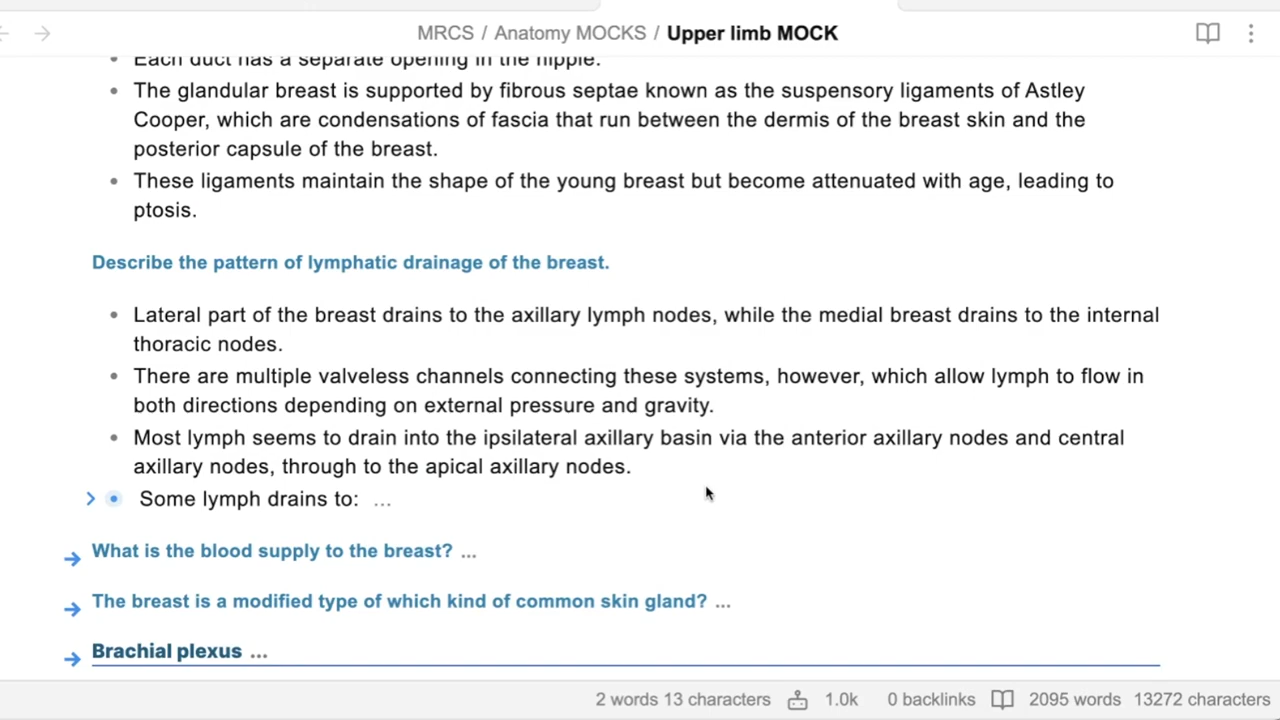 MRCS / Anatomy MOCKS / Upper limb MOCK
Each duct has a separate opening in the nipple.
The glandular breast is supported by fibrous septae known as the suspensory ligaments of Astley
Cooper, which are condensations of fascia that run between the dermis of the breast skin and the
posterior capsule of the breast.
These ligaments maintain the shape of the young breast but become attenuated with age, leading to
ptosis.
Describe the pattern of lymphatic drainage of the breast.
Lateral part of the breast drains to the axillary lymph nodes, while the medial breast drains to the internal
thoracic nodes.
There are multiple valveless channels connecting these systems, however, which allow lymph to flow in
both directions depending on external pressure and gravity.
Most lymph seems to drain into the ipsilateral axillary basin via the anterior axillary nodes and central
axillary nodes, through to the apical axillary nodes.
Some lymph drains to: ...
What is the blood supply to the breast? ...
The breast is a modified type of which kind of common skin gland? ...
Brachial plexus ...
2 words 13 characters 1.0k 0 backlinks 2095 words 13272 characters